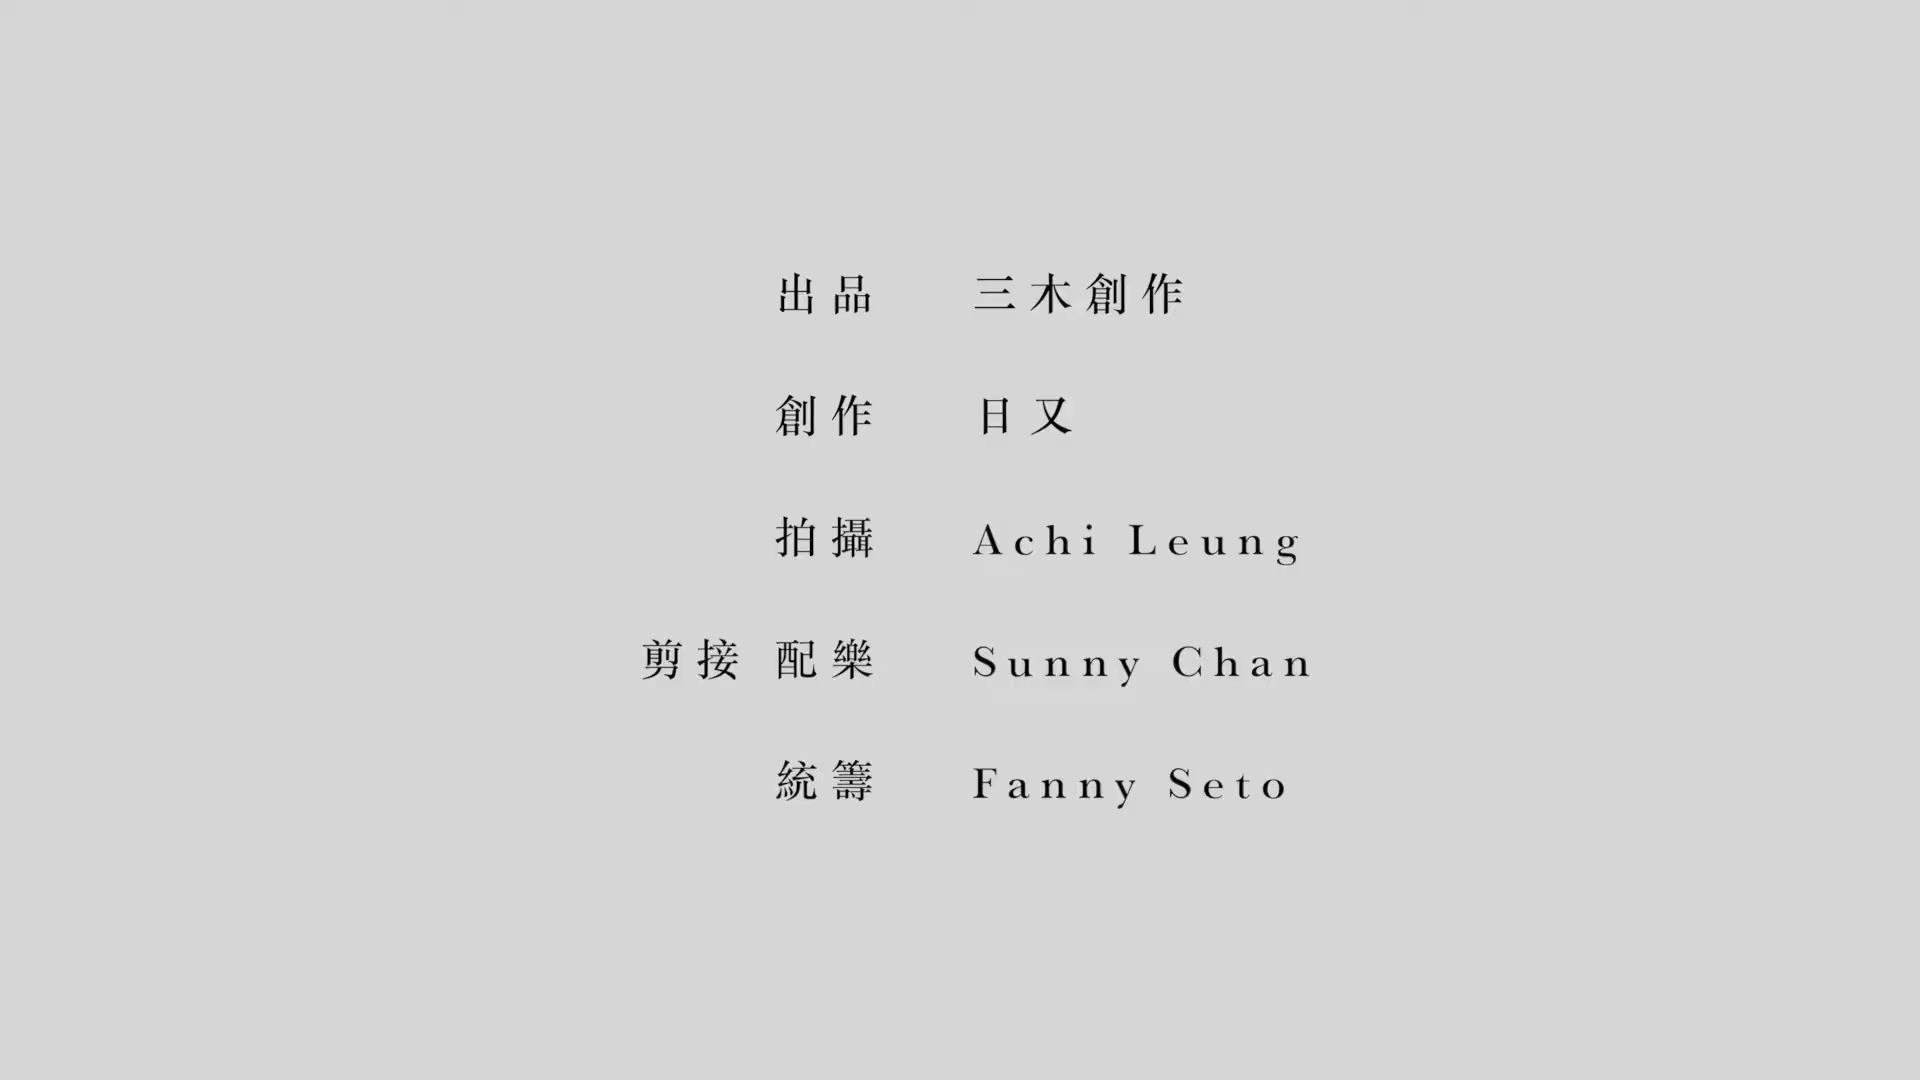 出品 三木創作
創作 日又
拍攝 Achi Leung
剪接 配樂 Sunny Chan
統籌 Fanny Seto